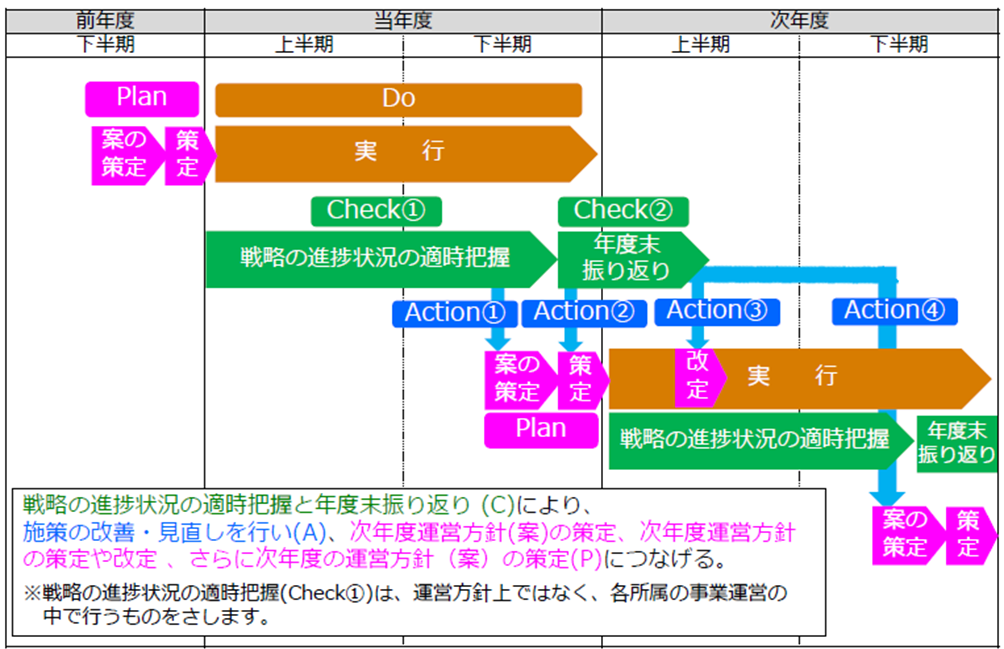 前年度
当年度
次年度
下半期
上半期
下半期
上半期
下半期
Plan
Do
案の
策定
策
定
実　　行
Check①
Check②
戦略の進捗状況の適時把握
年度末
振り返り
Action①
Action②
Action③
Action④
案の
策定
策
定
改
定
実　　行
Plan
戦略の進捗状況の適時把握
年度末
振り返り
案の
策定
策
定
戦略の進捗状況の適時把握と年度末振り返り (C)により、
施策の改善・見直しを行い(A)、次年度運営方針(案)の策定、次年度運営方針
の策定や改定 、さらに次年度の運営方針（案）の策定(P)につなげる。
※戦略の進捗状況の適時把握(Check①)は、運営方針上ではなく、各所属の事業運営の
中で行うものをさします。